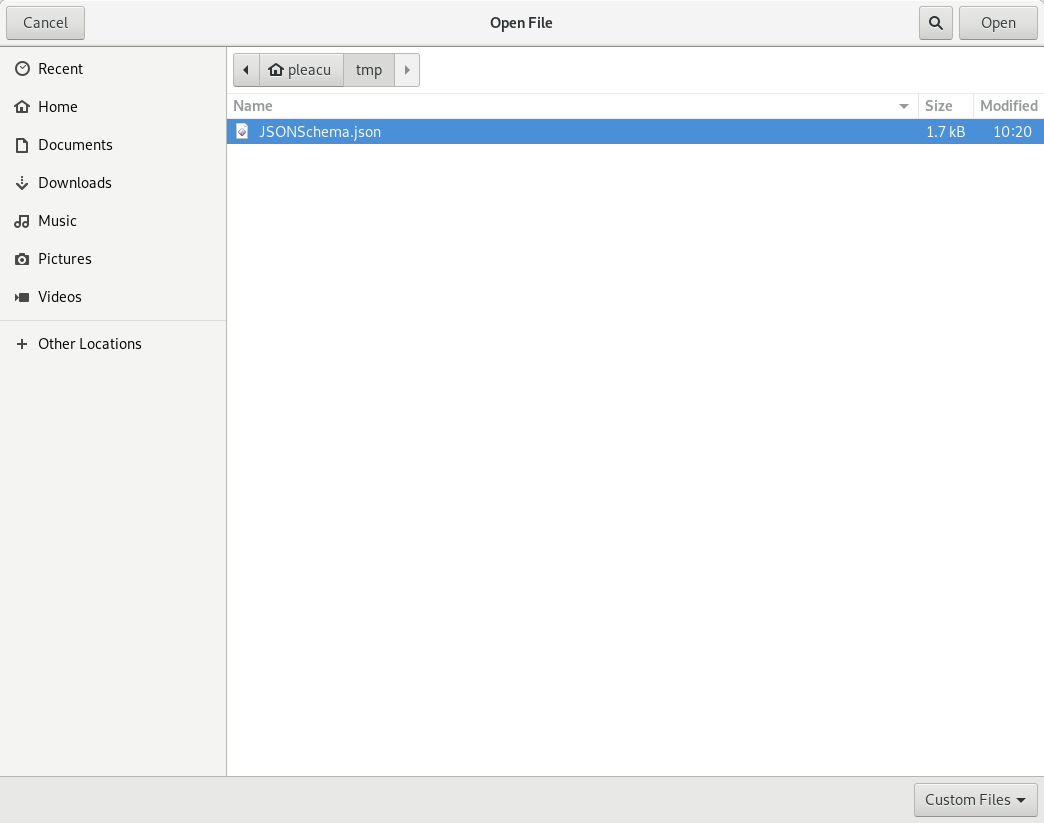 Cancel Open File Open
Recent
Home
Documents
Downloads
Music
Pictures
Videos
Other Locations
pleacu tmp
Name Size Modified
JSONSchema.json 1.7 kB 10:20
Custom Files